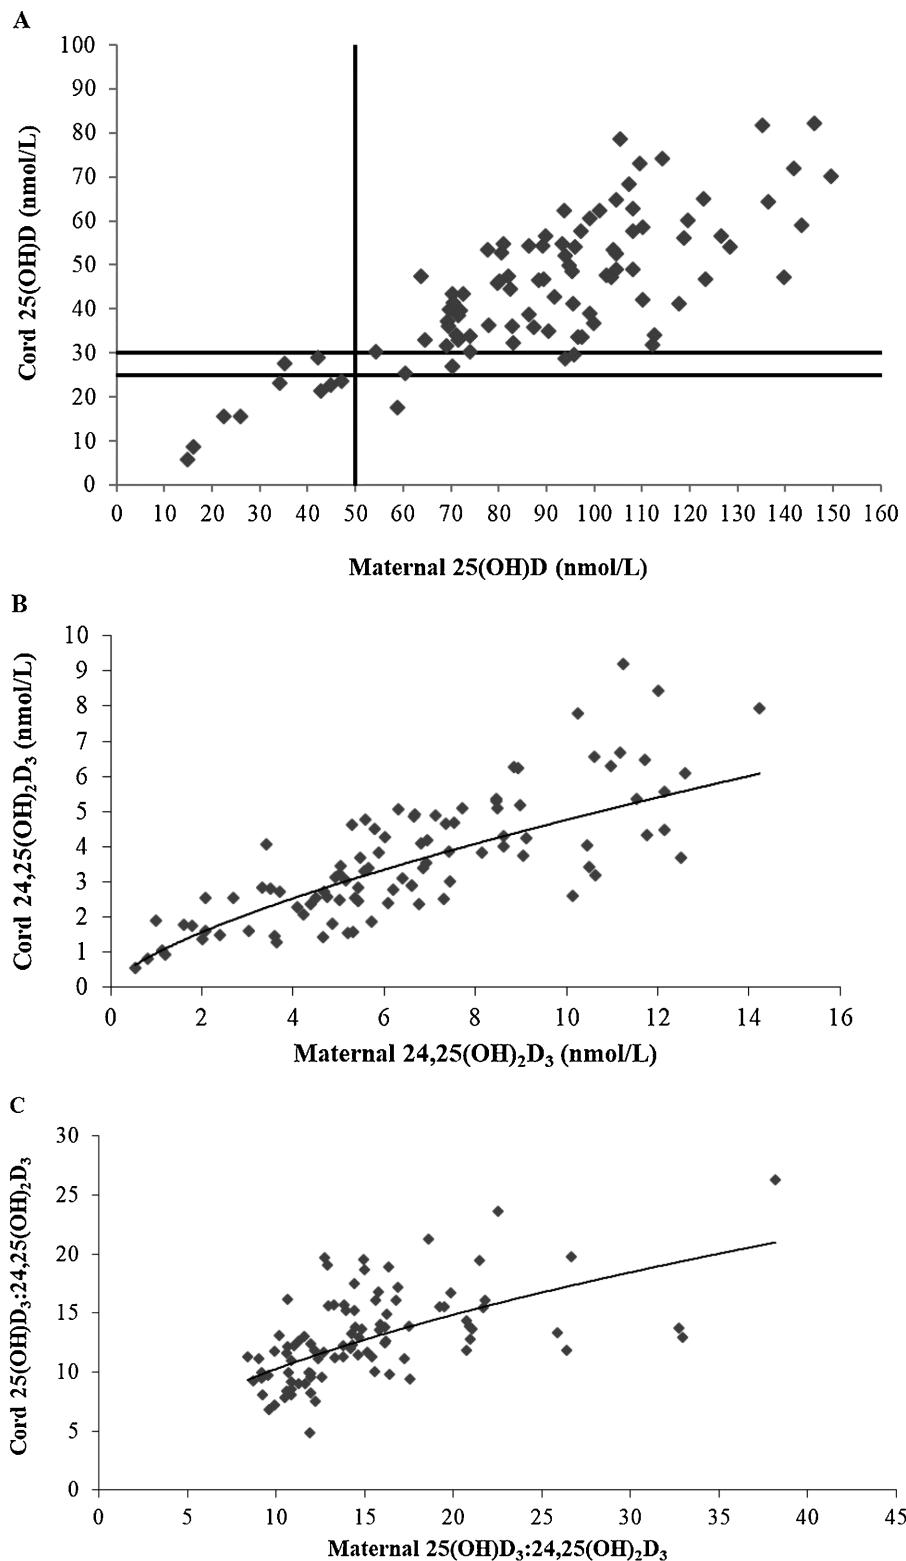 A
100
90
80
70
60
50
40
30
20
10
0
Cord 25(OH)D (nmol/L)
0 10 20 30 40 50 60 70 80 90 100 110 120 130 140 150 160
Maternal 25(OH)D (nmol/L)
B
10
9
8
7
6
5
4
3
2
1
0
Cord 24,25(OH)₂D₃ (nmol/L)
0 2 4 6 8 10 12 14 16
Maternal 24,25(OH)₂D₃ (nmol/L)
C
30
25
20
15
10
5
0
Cord 25(OH)D₃:24,25(OH)₂D₃
0 5 10 15 20 25 30 35 40 45
Maternal 25(OH)D₃:24,25(OH)₂D₃